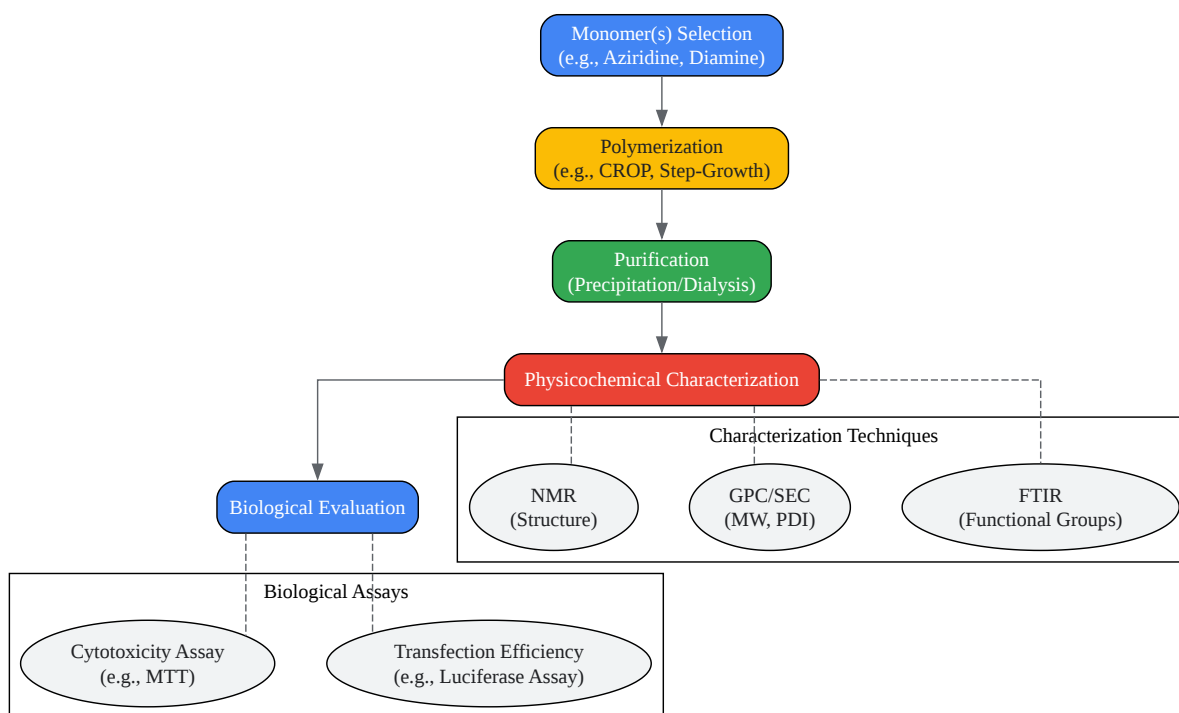 Monomer(s) Selection
(e.g., Aziridine, Diamine)
Polymerization
(e.g., CROP, Step-Growth)
Purification
(Precipitation/Dialysis)
Physicochemical Characterization
Characterization Techniques
NMR
(Structure)
GPC/SEC
(MW, PDI)
FTIR
(Functional Groups)
Biological Evaluation
Biological Assays
Cytotoxicity Assay
(e.g., MTT)
Transfection Efficiency
(e.g., Luciferase Assay)